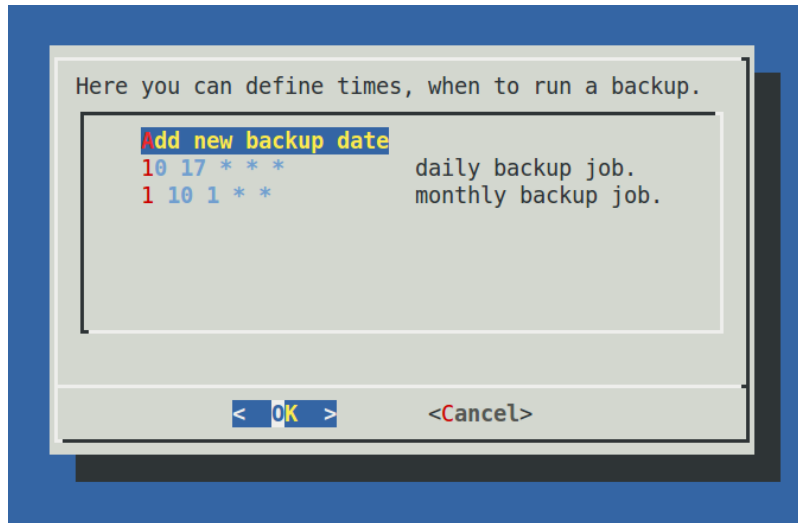 Here you can define times, when to run a backup.
Add new backup date
10 17 * * * daily backup job.
1 10 1 * * monthly backup job.
< OK > <Cancel>